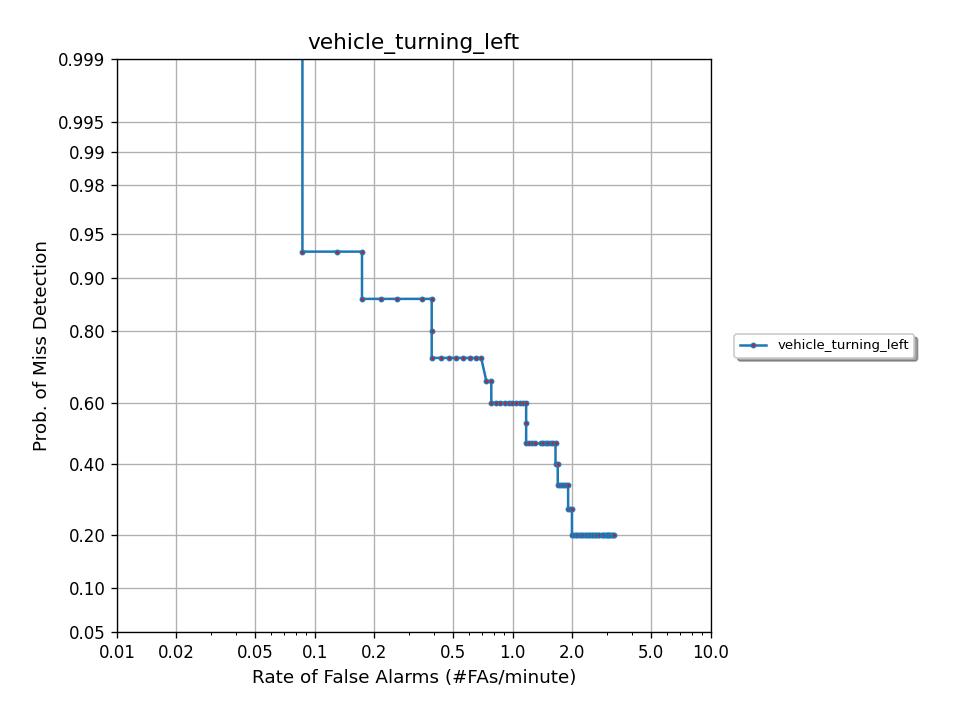 vehicle_turning_left
0.999
0.995
0.99
0.98
0.95
0.90
0.80
0.60
0.40
0.20
0.10
0.05
Prob. of Miss Detection
0.01 0.02 0.05 0.1 0.2 0.5 1.0 2.0 5.0 10.0
Rate of False Alarms (#FAs/minute)
vehicle_turning_left